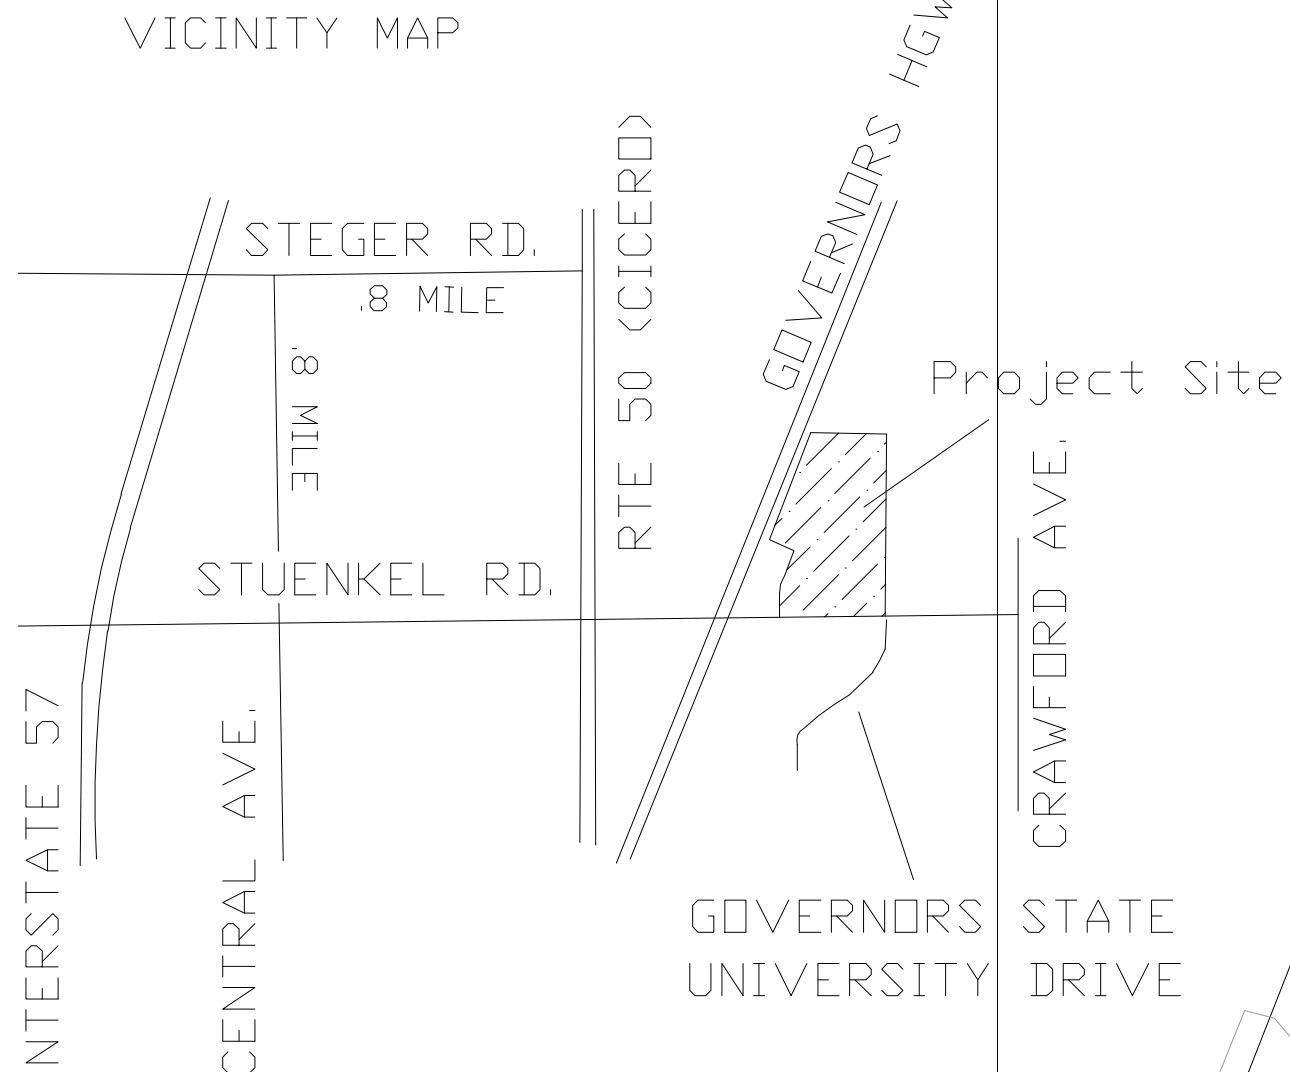 VICINITY MAP
GOVERNORS HGW
STEGER RD.
.8 MILE
RTE 50 (CICERO)
.8 MILE
Project Site
CRAWFORD AVE.
STUENKEL RD.
NTERSTATE 57
CENTRAL AVE.
GOVERNORS STATE
UNIVERSITY DRIVE